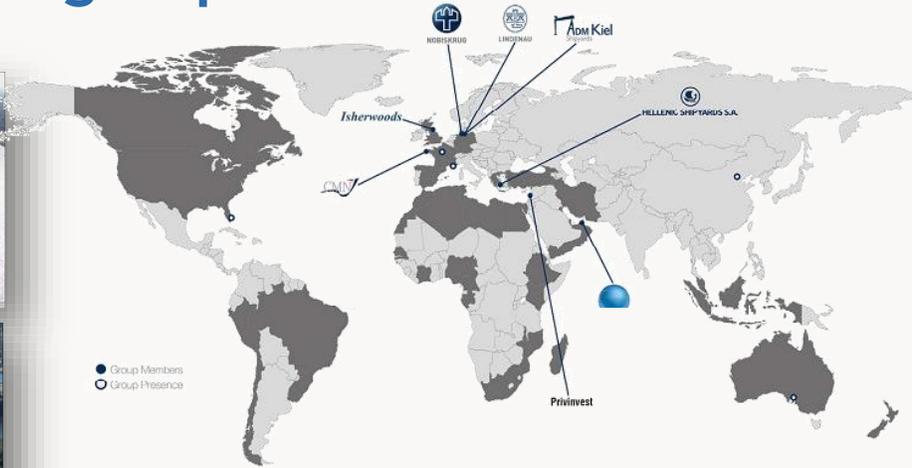 NOBISKRUG
LINDENAU
ADM Kiel
Shipyards
Isherwoods
HELLENIC SHIPYARDS S.A.
CMN
Group Members
Group Presence
Privinvest